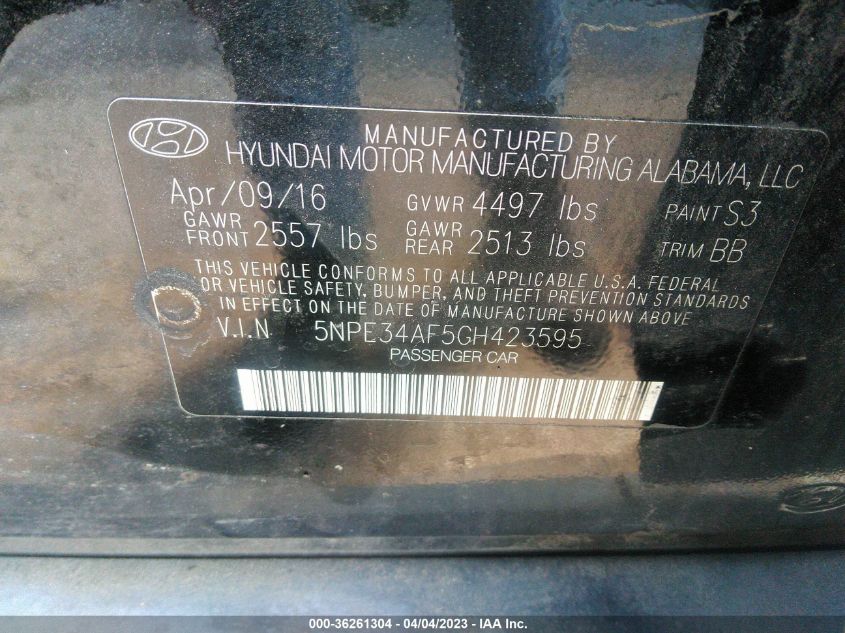 MANUFACTURED BY
HYUNDAI MOTOR MANUFACTURING ALABAMA, LLC
Apr/09/16 GVWR 4497 lbs PAINT S3
GAWR FRONT 2557 lbs GAWR REAR 2513 lbs TRIM BB
THIS VEHICLE CONFORMS TO ALL APPLICABLE U.S.A. FEDERAL
OR VEHICLE SAFETY, BUMPER, AND THEFT PREVENTION STANDARDS
IN EFFECT ON THE DATE OF MANUFACTURE SHOWN ABOVE
V.I.N 5NPE34AF5GH423595
PASSENGER CAR
000-36261304 - 04/04/2023 - IAA Inc.